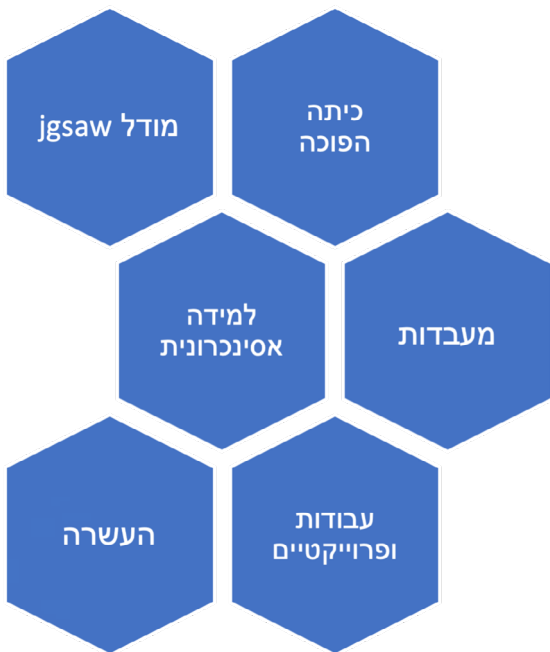 כיתה
הפוכה
מודל jgsaw
מעבדות
למידה
אסינכרונית
עבודות
ופרוייקטיים
העשרה